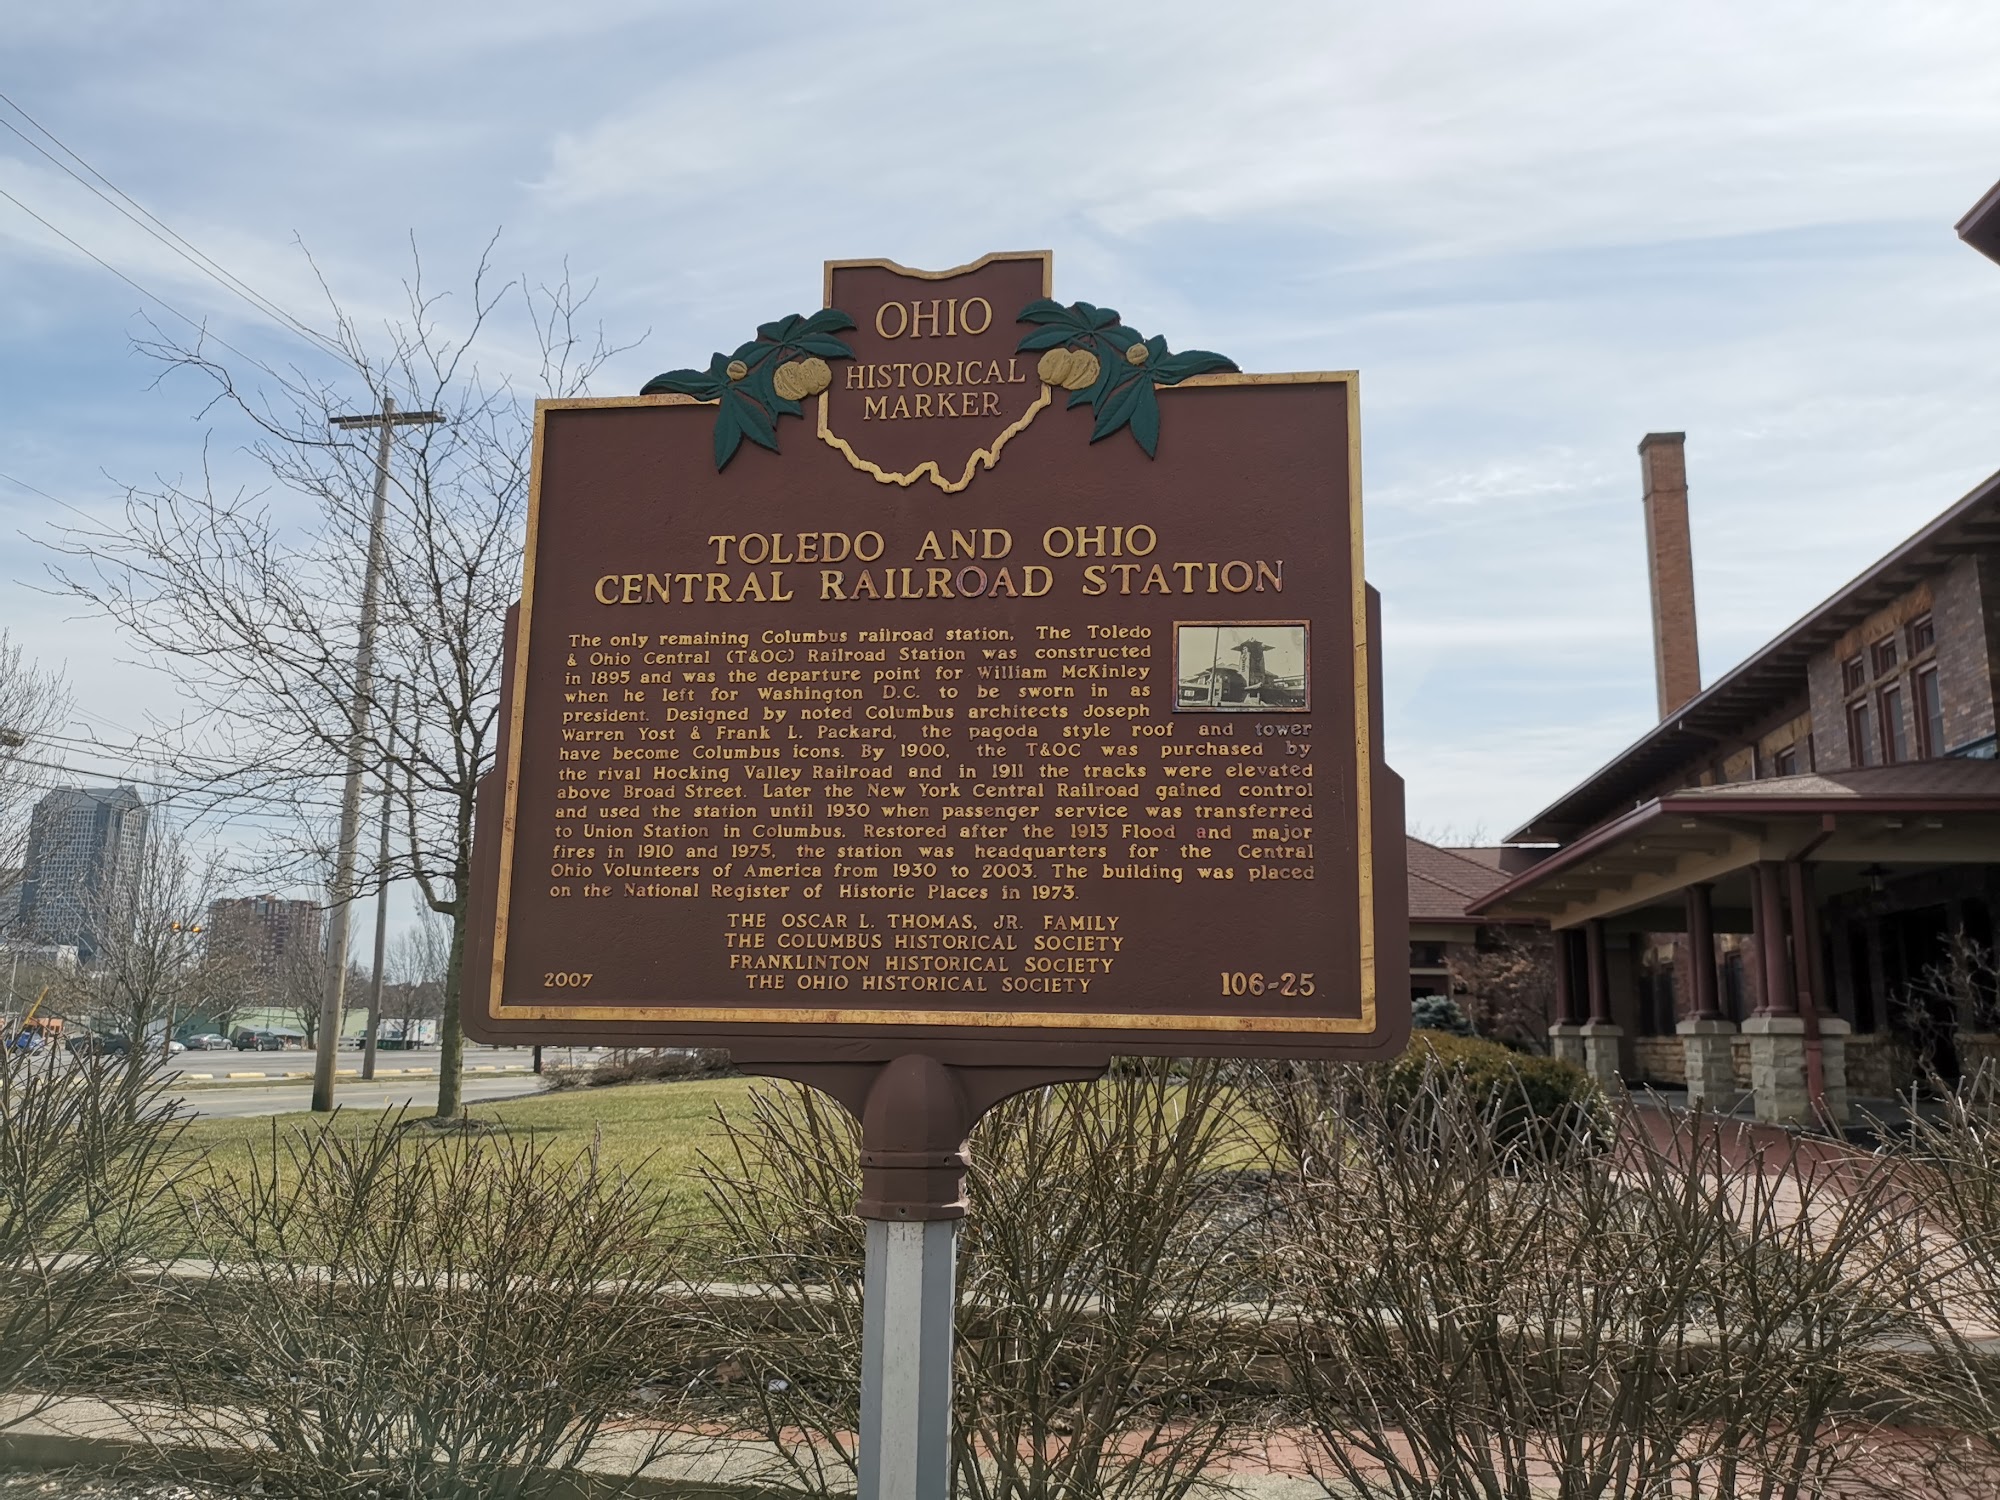 OHIO
HISTORICAL
MARKER
TOLEDO AND OHIO
CENTRAL RAILROAD STATION
The only remaining Columbus railroad station, The Toledo
& Ohio Central (T&OC) Railroad Station was constructed
in 1895 and was the departure point for William McKinley
when he left for Washington D.C. to be sworn in as
president. Designed by noted Columbus architects Joseph
Warren Yost & Frank L. Packard, the pagoda style roof and tower
have become Columbus icons. By 1900, the T&OC was purchased by
the rival Hocking Valley Railroad and in 1911 the tracks were elevated
above Broad Street. Later the New York Central Railroad gained control
and used the station until 1930 when passenger service was transferred
to Union Station in Columbus. Restored after the 1913 Flood and major
fires in 1910 and 1975, the station was headquarters for the Central
Ohio Volunteers of America from 1930 to 2003. The building was placed
on the National Register of Historic Places in 1973.
THE OSCAR L. THOMAS, JR. FAMILY
THE COLUMBUS HISTORICAL SOCIETY
FRANKLINTON HISTORICAL SOCIETY
THE OHIO HISTORICAL SOCIETY
2007
106-25